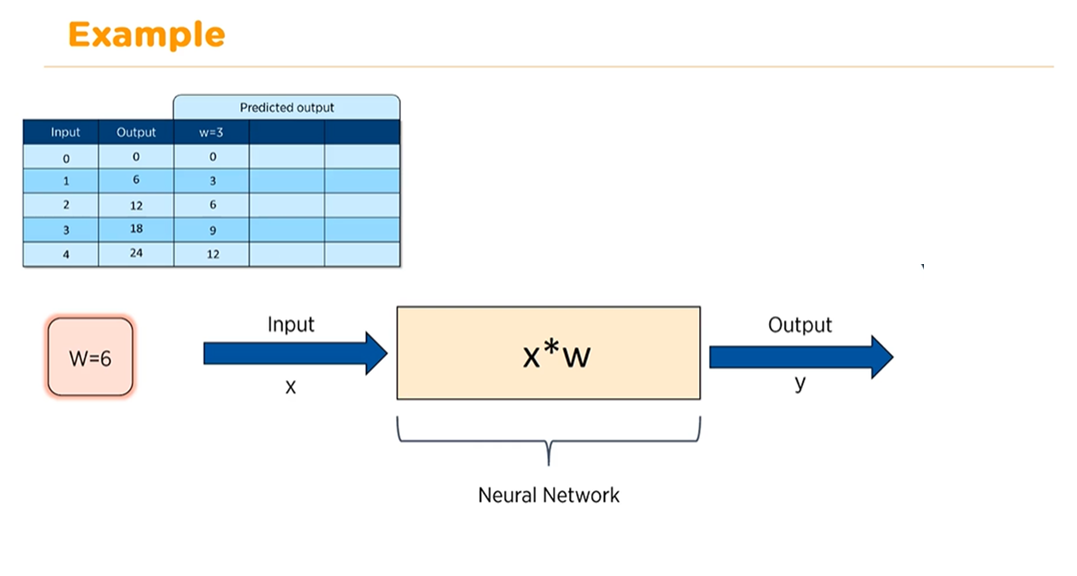 Example
Predicted output
Input Output w=3
0 0 0
1 6 3
2 12 6
3 18 9
4 24 12
W=6
Input
x
x*w
Output
y
Neural Network